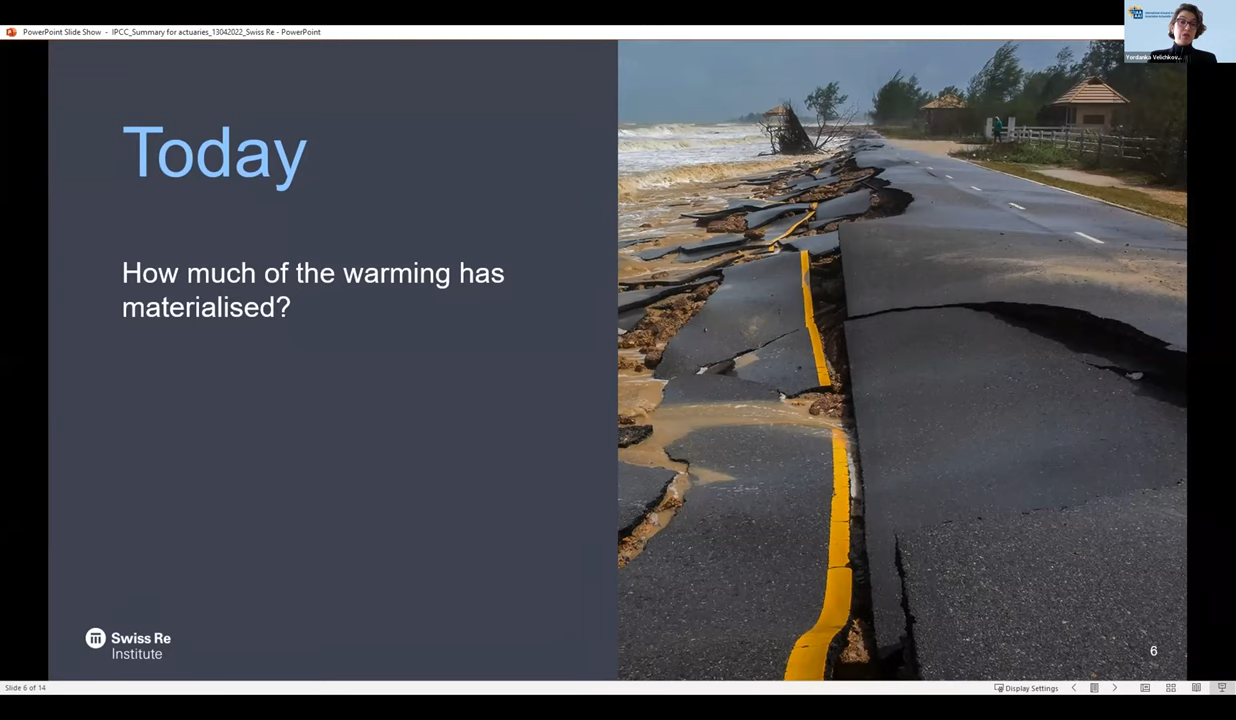 PowerPoint Slide Show - IPCC_Summary for actuaries_13042022_Swiss Re - PowerPoint
Yordanka Velichkov...
Today
How much of the warming has
materialised?
Swiss Re
Institute
6
Slide 6 of 14
Display Settings